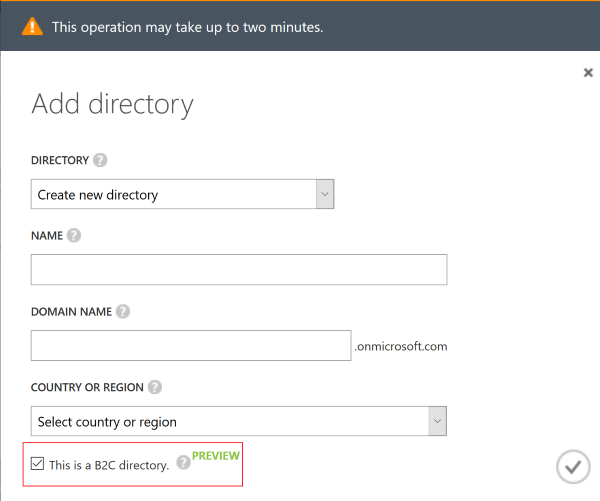 This operation may take up to two minutes.
Add directory
DIRECTORY ?
Create new directory
NAME ?
DOMAIN NAME ?
.onmicrosoft.com
COUNTRY OR REGION ?
Select country or region
This is a B2C directory. ? PREVIEW